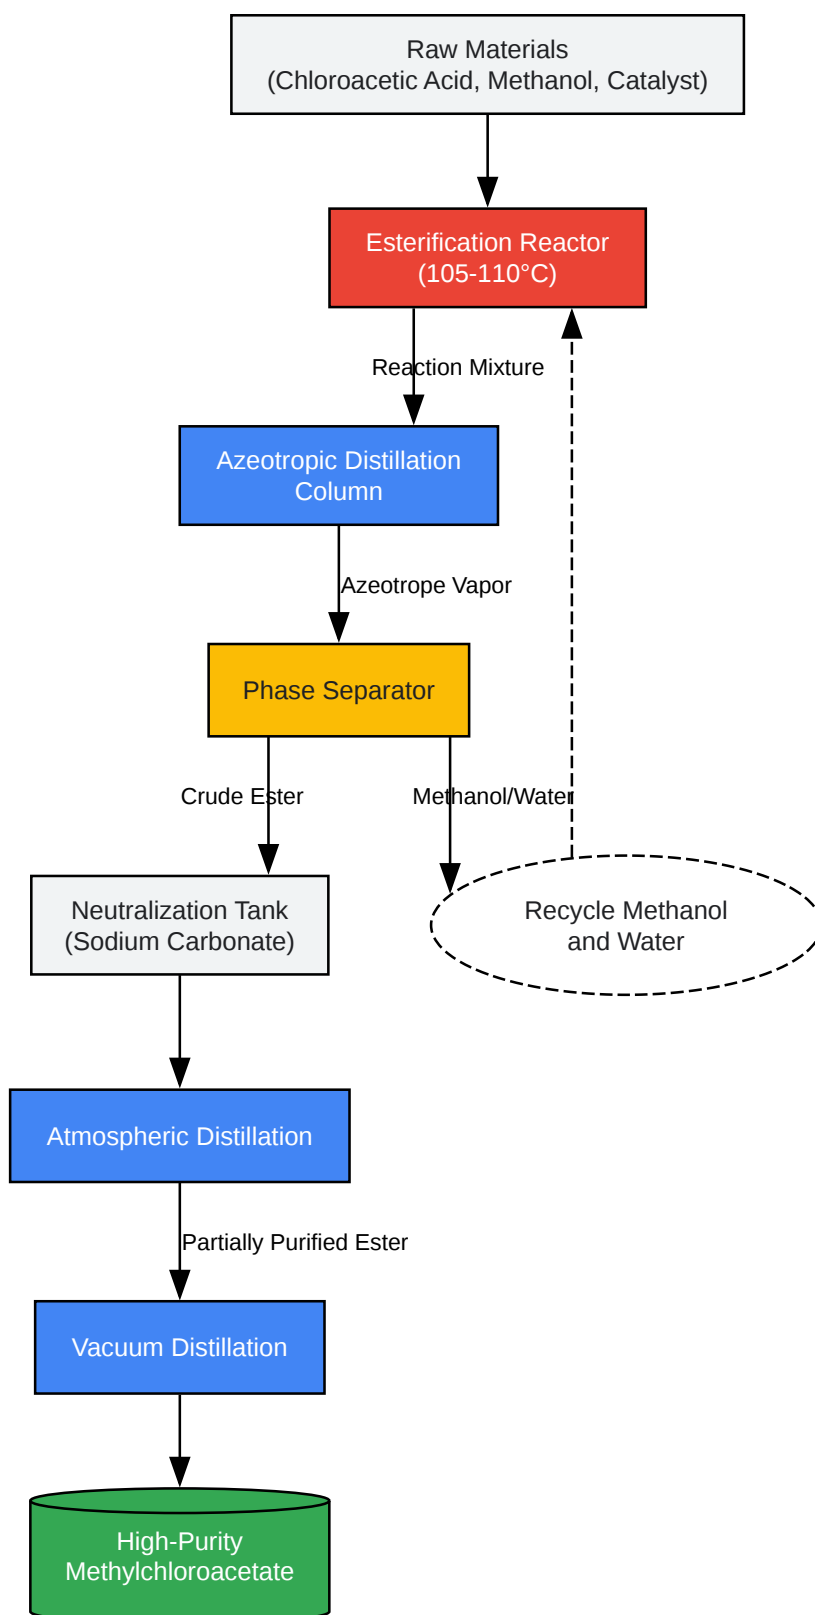 Raw Materials
(Chloroacetic Acid, Methanol, Catalyst)
Esterification Reactor
(105-110°C)
Reaction Mixture
Azeotropic Distillation
Column
Azeotrope Vapor
Phase Separator
Crude Ester
Methanol/Water
Neutralization Tank
(Sodium Carbonate)
Recycle Methanol
and Water
Atmospheric Distillation
Partially Purified Ester
Vacuum Distillation
High-Purity
Methylchloroacetate